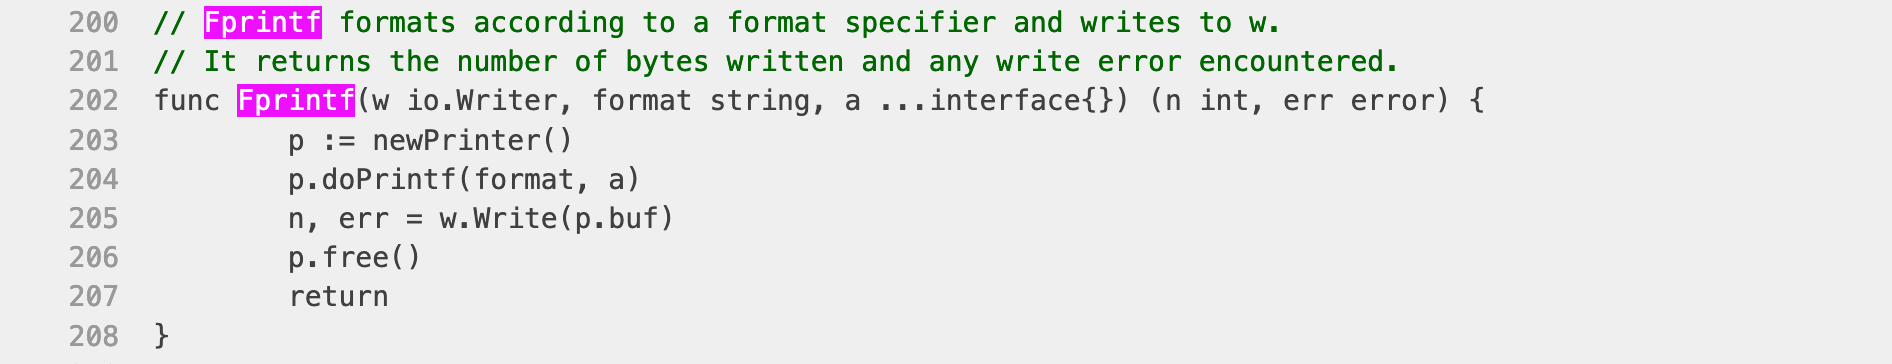 200 // Fprintf formats according to a format specifier and writes to w.
201 // It returns the number of bytes written and any write error encountered.
202 func Fprintf(w io.Writer, format string, a ...interface{}) (n int, err error) {
203 p := newPrinter()
204 p.doPrintf(format, a)
205 n, err = w.Write(p.buf)
206 p.free()
207 return
208 }